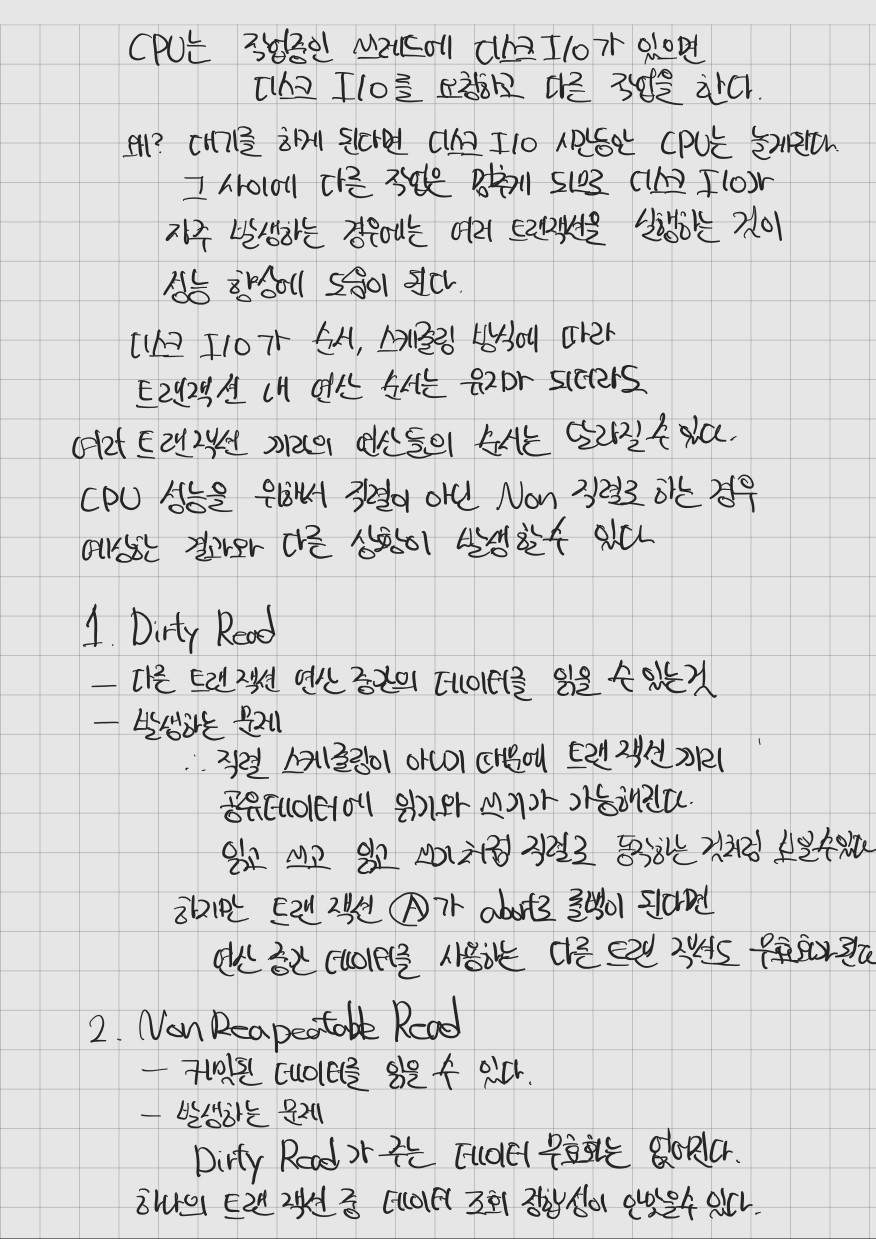 CPU는 작업중인 쓰레드에 디스크 I/O가 있으면
디스크 I/O를 요청하고 다른 작업을 한다.
왜? 대기를 하게 된다면 디스크 I/O 시간동안 CPU는 놀게된다
그 사이에 다른 작업은 멈추게 되므로 디스크 I/O가
자주 발생하는 경우에는 여러 트랜잭션을 실행하는 것이
성능 향상에 도움이 된다.
디스크 I/O가 순서, 스케줄링 방식에 따라
트랜잭션 내 연산 순서는 유지가 되더라도
여러 트랜잭션 끼리의 연산들의 순서는 달라질 수 있다.
CPU 성능을 위해서 직렬이 아닌 Non 직렬로 하는 경우
예상한 결과와 다른 상황이 발생할 수 있다
1. Dirty Read
- 다른 트랜잭션 연산 중간의 데이터를 읽을 수 있는것
- 발생하는 문제
직렬 스케줄링이 아니기 때문에 트랜잭션 끼리
공유데이터에 읽기와 쓰기가 가능해진다.
읽고 쓰고 읽고 쓰기처럼 직렬로 동작하는 것처럼 보일수있다
하지만 트랜잭션 Ⓐ가 abort로 롤백이 된다면
연산 중간 데이터를 사용하는 다른 트랜잭션도 무효화가된다
2. Non Reapeatable Read
- 커밋된 데이터를 읽을 수 있다.
- 발생하는 문제
Dirty Read가 주는 데이터 무효화는 없어진다.
하나의 트랜잭션 중 데이터 조회 정합성이 안맞을수 있다.